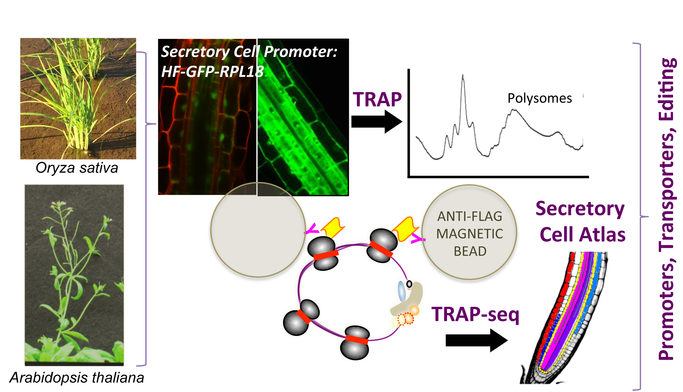 Secretory Cell Promoter:
HF-GFP-RPL18
TRAP
Polysomes
Oryza sativa
ANTI-FLAG
MAGNETIC
BEAD
Secretory
Cell Atlas
TRAP-seq
Arabidopsis thaliana
Promoters, Transporters, Editing